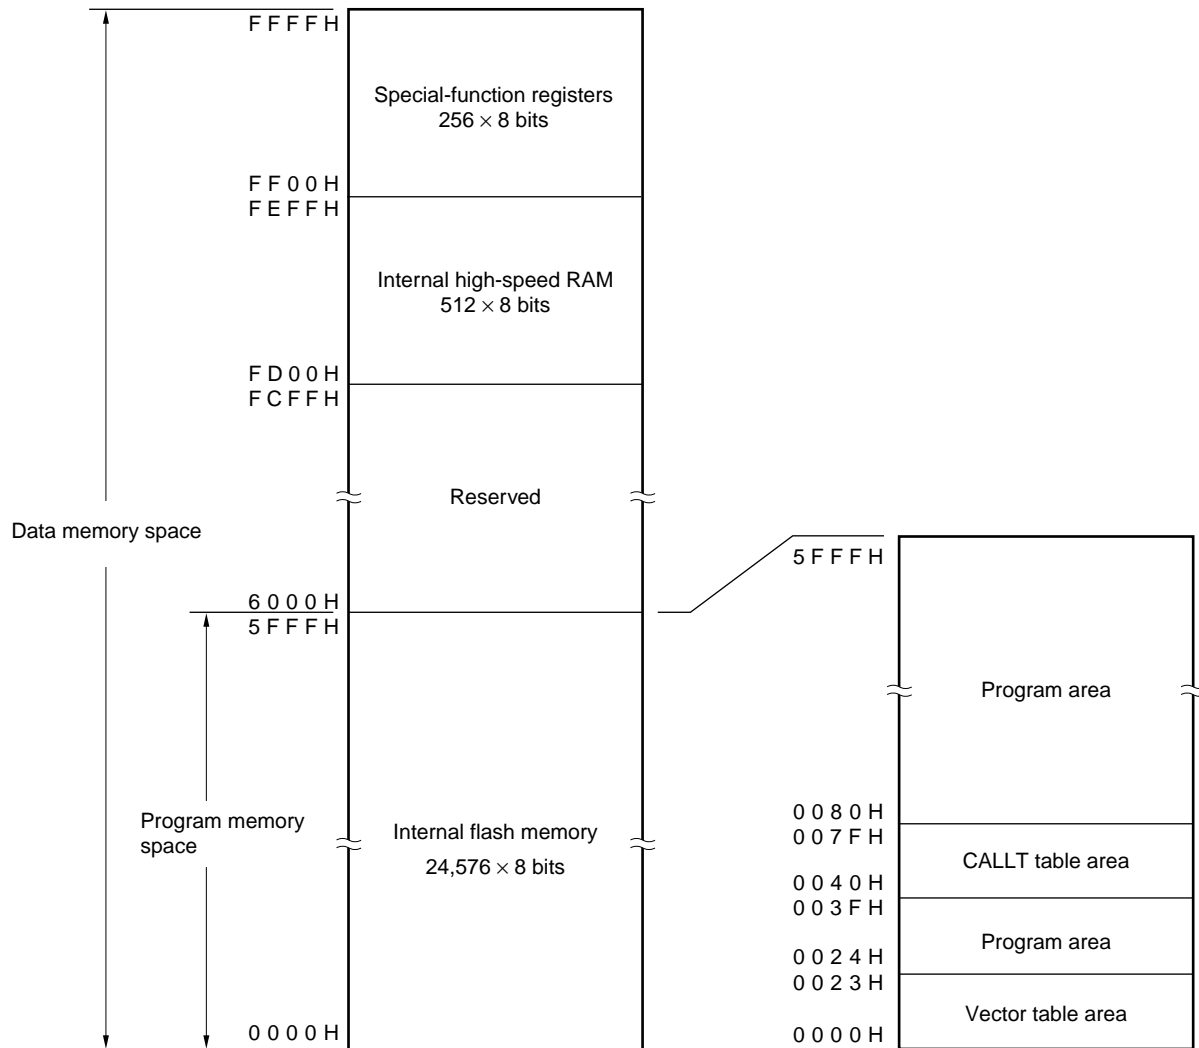 FFFFH
Special-function registers
256 × 8 bits
FF00H
FEFFH
Internal high-speed RAM
512 × 8 bits
FD00H
FCFFH
Reserved
Data memory space
6000H
5FFFH
Program memory
space
Internal flash memory
24,576 × 8 bits
0000H
5FFFH
Program area
0080H
007FH
CALLT table area
0040H
003FH
Program area
0024H
0023H
Vector table area
0000H